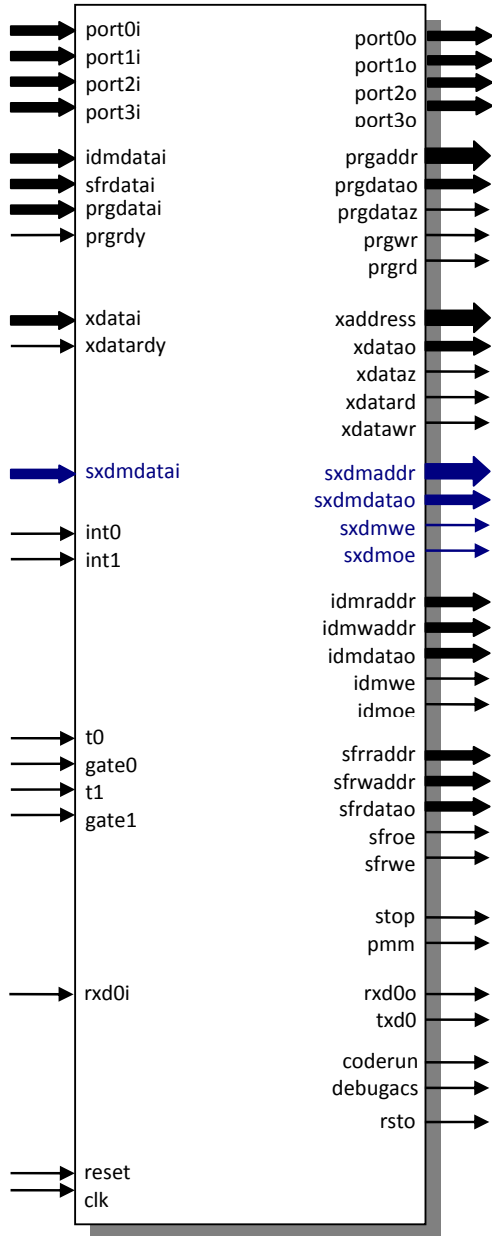 port0i
port1i
port2i
port3i
idmdatai
sfrdatai
prgdatai
prgrdy
xdatai
xdatardy
sxdmdatai
int0
int1
t0
gate0
t1
gate1
rxd0i
reset
clk
port0o
port1o
port2o
port3o
prgaddr
prgdatao
prgdataz
prgwr
prgrd
xaddress
xdatao
xdataz
xdatard
xdatawr
sxdmaddr
sxdmdatao
sxdmwe
sxdmoe
idmraddr
idmwaddr
idmdatao
idmwe
idmoe
sfrraddr
sfrwaddr
sfrdatao
sfroe
sfrwe
stop
pmm
rxd0o
txd0
coderun
debugacs
rsto